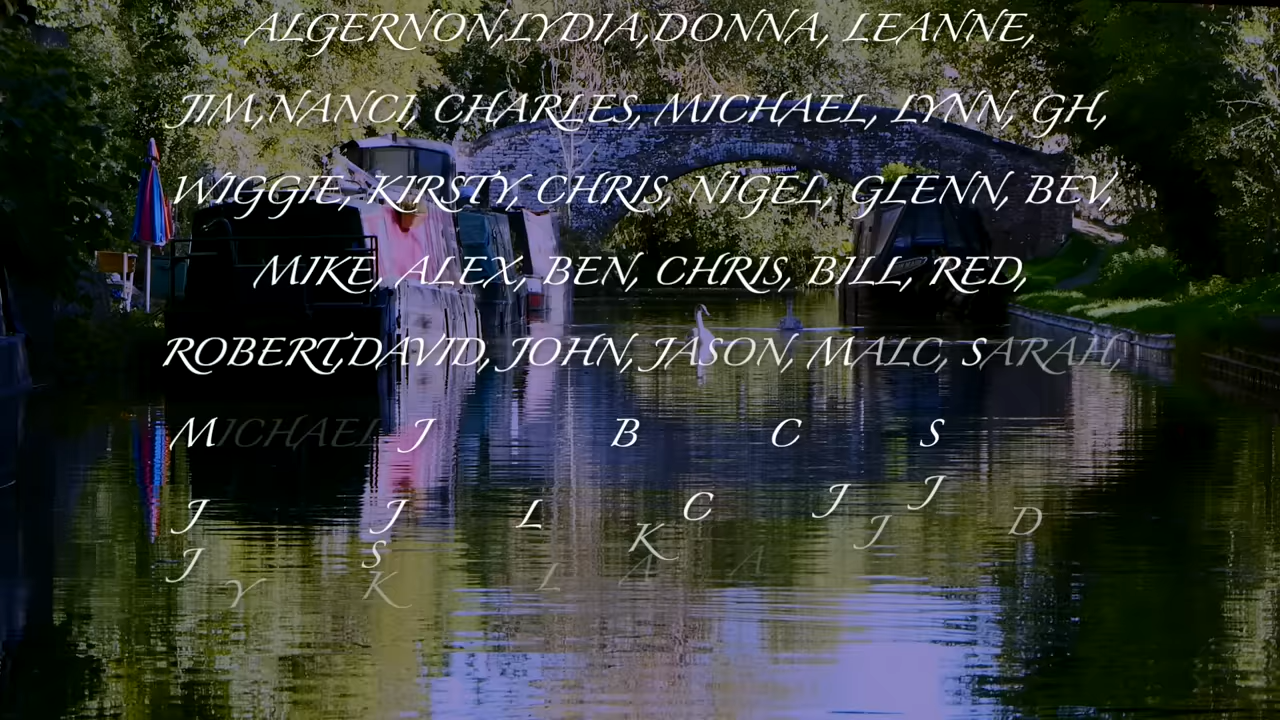 ALGERNON,LYDIA,DONNA, LEANNE,
JIM,NANCI, CHARLES, MICHAEL, LYNN, GH,
WIGGIE, KIRSTY, CHRIS, NIGEL, GLENN, BEV,
MIKE, ALEX, BEN, CHRIS, BILL, RED,
ROBERT,DAVID, JOHN, JASON, MALC, SARAH,
MICHAEL J B C S
J J L C J J
K J D
J S
Y K L A A